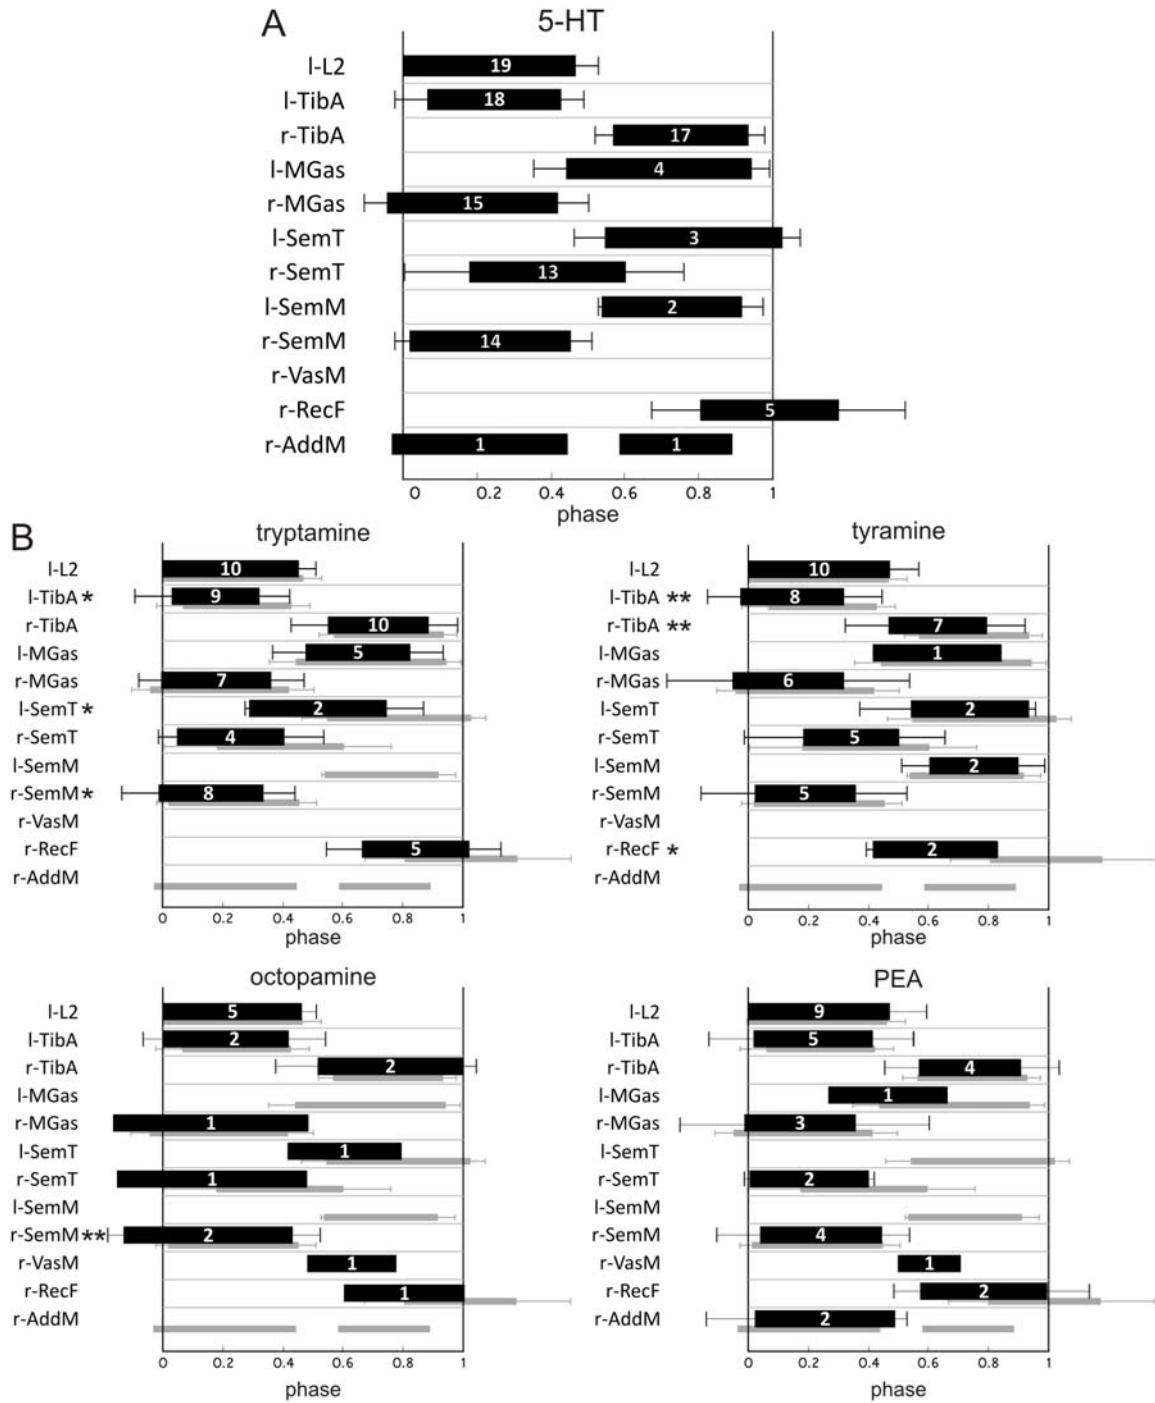 A 5-HT
l-L2 19
l-TibA 18
r-TibA 17
l-MGas 4
r-MGas 15
l-SemT 3
r-SemT 13
l-SemM 2
r-SemM 14
r-VasM
r-RecF 5
r-AddM 1 1
0 0.2 0.4 0.6 0.8 1
phase
B tryptamine
l-L2 10
l-TibA * 9
r-TibA 10
l-MGas 5
r-MGas 7
l-SemT * 2
r-SemT 4
l-SemM
r-SemM * 8
r-VasM
r-RecF 5
r-AddM
0 0.2 0.4 0.6 0.8 1
phase
tyramine
l-L2 10
l-TibA ** 8
r-TibA ** 7
l-MGas 1
r-MGas 6
l-SemT 2
r-SemT 5
l-SemM 2
r-SemM 5
r-VasM
r-RecF * 2
r-AddM
0 0.2 0.4 0.6 0.8 1
phase
octopamine
l-L2 5
l-TibA 2
r-TibA 2
l-MGas
r-MGas 1
l-SemT 1
r-SemT 1
l-SemM
r-SemM ** 2
r-VasM 1
r-RecF 1
r-AddM
0 0.2 0.4 0.6 0.8 1
phase
PEA
l-L2 9
l-TibA 5
r-TibA 4
l-MGas 1
r-MGas 3
l-SemT
r-SemT 2
l-SemM
r-SemM 4
r-VasM 1
r-RecF 2
r-AddM 2
0 0.2 0.4 0.6 0.8 1
phase